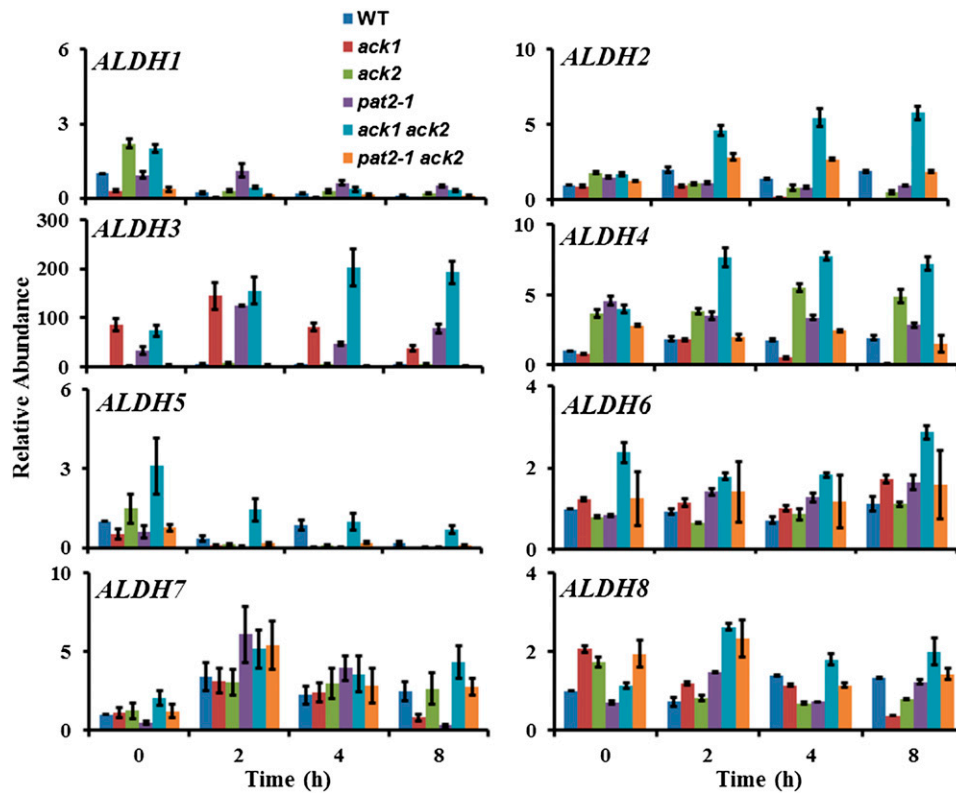 WT
ack1
ack2
pat2-1
ack1 ack2
pat2-1 ack2
ALDH1
6
3
0
ALDH2
10
5
0
ALDH3
300
200
100
0
ALDH4
10
5
0
ALDH5
6
3
0
ALDH6
4
2
0
ALDH7
10
5
0
ALDH8
4
2
0
Relative Abundance
0 2 4 8
0 2 4 8
Time (h)
Time (h)